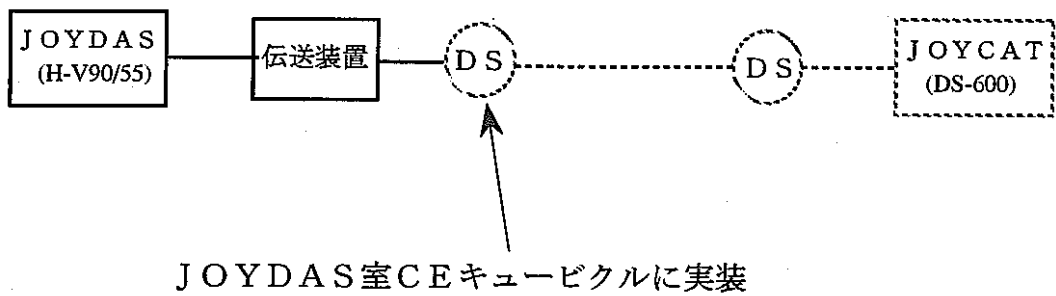 ＪＯＹＤＡＳ
(H-V90/55)
伝送装置
ＤＳ
ＤＳ
ＪＯＹＣＡＴ
(DS-600)
ＪＯＹＤＡＳ室ＣＥキュービクルに実装